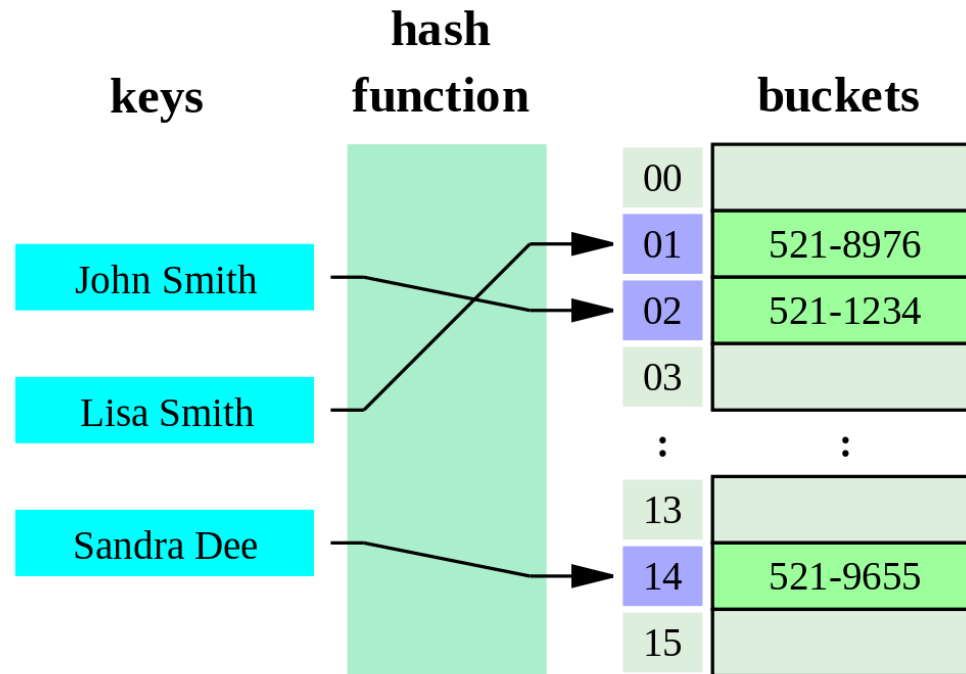 keys
hash
function
buckets
John Smith
Lisa Smith
Sandra Dee
00
01 521-8976
02 521-1234
03
: :
13
14 521-9655
15